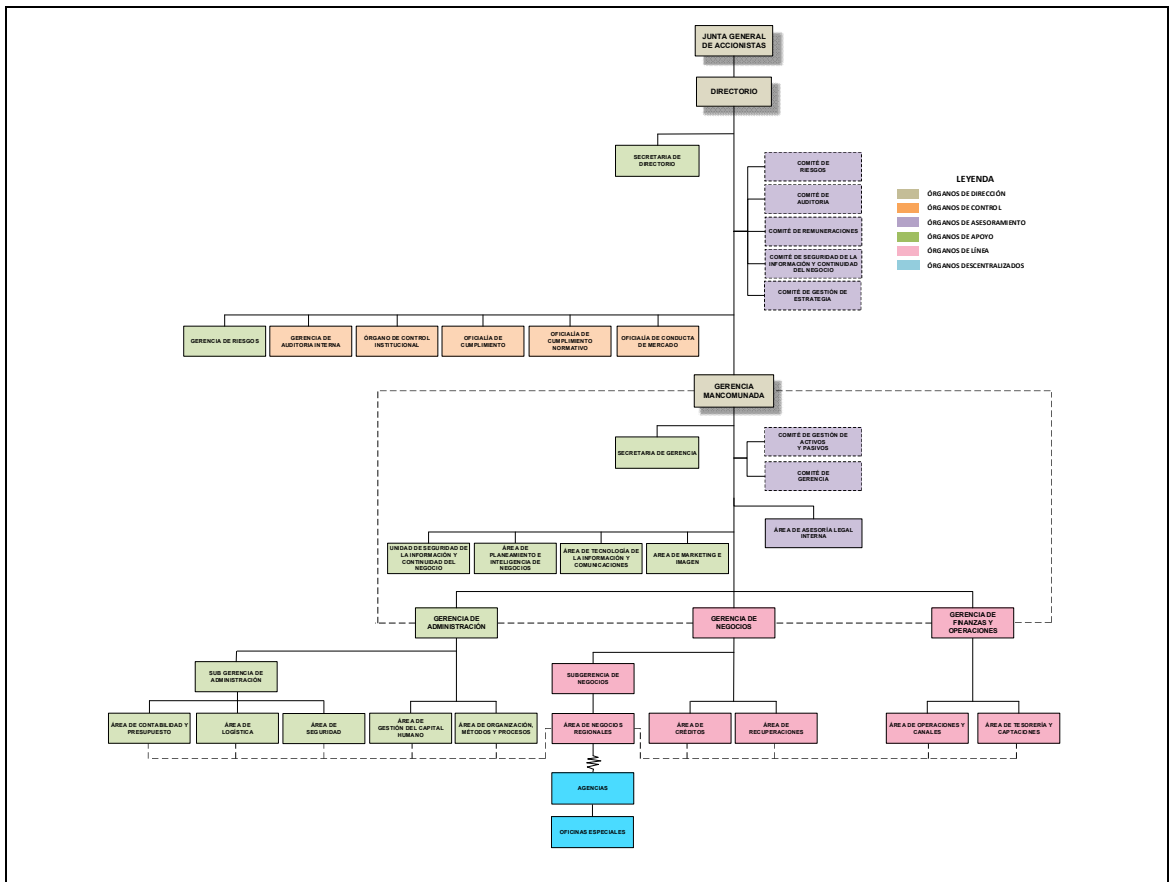 JUNTA GENERAL
DE ACCIONISTAS
DIRECTORIO
SECRETARIA DE
DIRECTORIO
COMITÉ DE
RIESGOS
COMITÉ DE
AUDITORIA
COMITÉ DE REMUNERACIONES
COMITÉ DE SEGURIDAD DE LA
INFORMACIÓN Y CONTINUIDAD
DEL NEGOCIO
COMITÉ DE GESTIÓN DE
ESTRATEGIA
LEYENDA
ÓRGANOS DE DIRECCIÓN
ÓRGANOS DE CONTROL
ÓRGANOS DE ASESORAMIENTO
ÓRGANOS DE APOYO
ÓRGANOS DE LÍNEA
ÓRGANOS DESCENTRALIZADOS
GERENCIA DE RIESGOS
GERENCIA DE
AUDITORIA INTERNA
ÓRGANO DE CONTROL
INSTITUCIONAL
OFICIALÍA DE
CUMPLIMIENTO
OFICIALÍA DE
CUMPLIMIENTO
NORMATIVO
OFICIALÍA DE CONDUCTA
DE MERCADO
GERENCIA
MANCOMUNADA
SECRETARIA DE GERENCIA
COMITÉ DE GESTIÓN DE
ACTIVOS
Y PASIVOS
COMITÉ DE
GERENCIA
ÁREA DE ASESORÍA LEGAL
INTERNA
UNIDAD DE SEGURIDAD DE
LA INFORMACIÓN Y
CONTINUIDAD DEL
NEGOCIO
ÁREA DE
PLANEAMIENTO E
INTELIGENCIA DE
NEGOCIOS
ÁREA DE TECNOLOGÍA DE
LA INFORMACIÓN Y
COMUNICACIONES
AREA DE MARKETING E
IMAGEN
GERENCIA DE
ADMINISTRACIÓN
GERENCIA DE
NEGOCIOS
GERENCIA DE
FINANZAS Y
OPERACIONES
SUB GERENCIA DE
ADMINISTRACIÓN
SUBGERENCIA DE
NEGOCIOS
ÁREA DE CONTABILIDAD Y
PRESUPUESTO
ÁREA DE
LOGÍSTICA
ÁREA DE
SEGURIDAD
ÁREA DE
GESTIÓN DEL CAPITAL
HUMANO
ÁREA DE ORGANIZACIÓN,
MÉTODOS Y PROCESOS
ÁREA DE NEGOCIOS
REGIONALES
ÁREA DE
CRÉDITOS
ÁREA DE
RECUPERACIONES
ÁREA DE OPERACIONES Y
CANALES
ÁREA DE TESORERÍA Y
CAPTACIONES
AGENCIAS
OFICINAS ESPECIALES